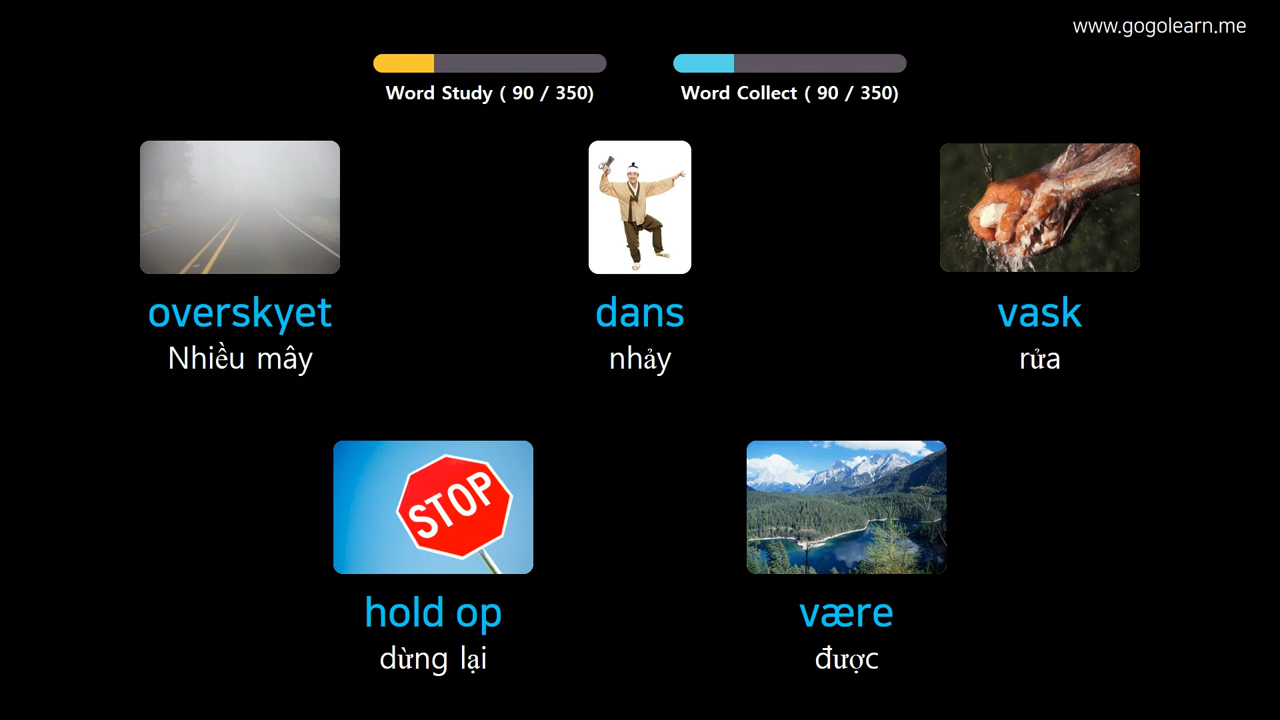 www.gogolearn.me
Word Study ( 90 / 350)
Word Collect ( 90 / 350)
overskyet
Nhiều mây
dans
nhảy
vask
rửa
STOP
hold op
dừng lại
være
được